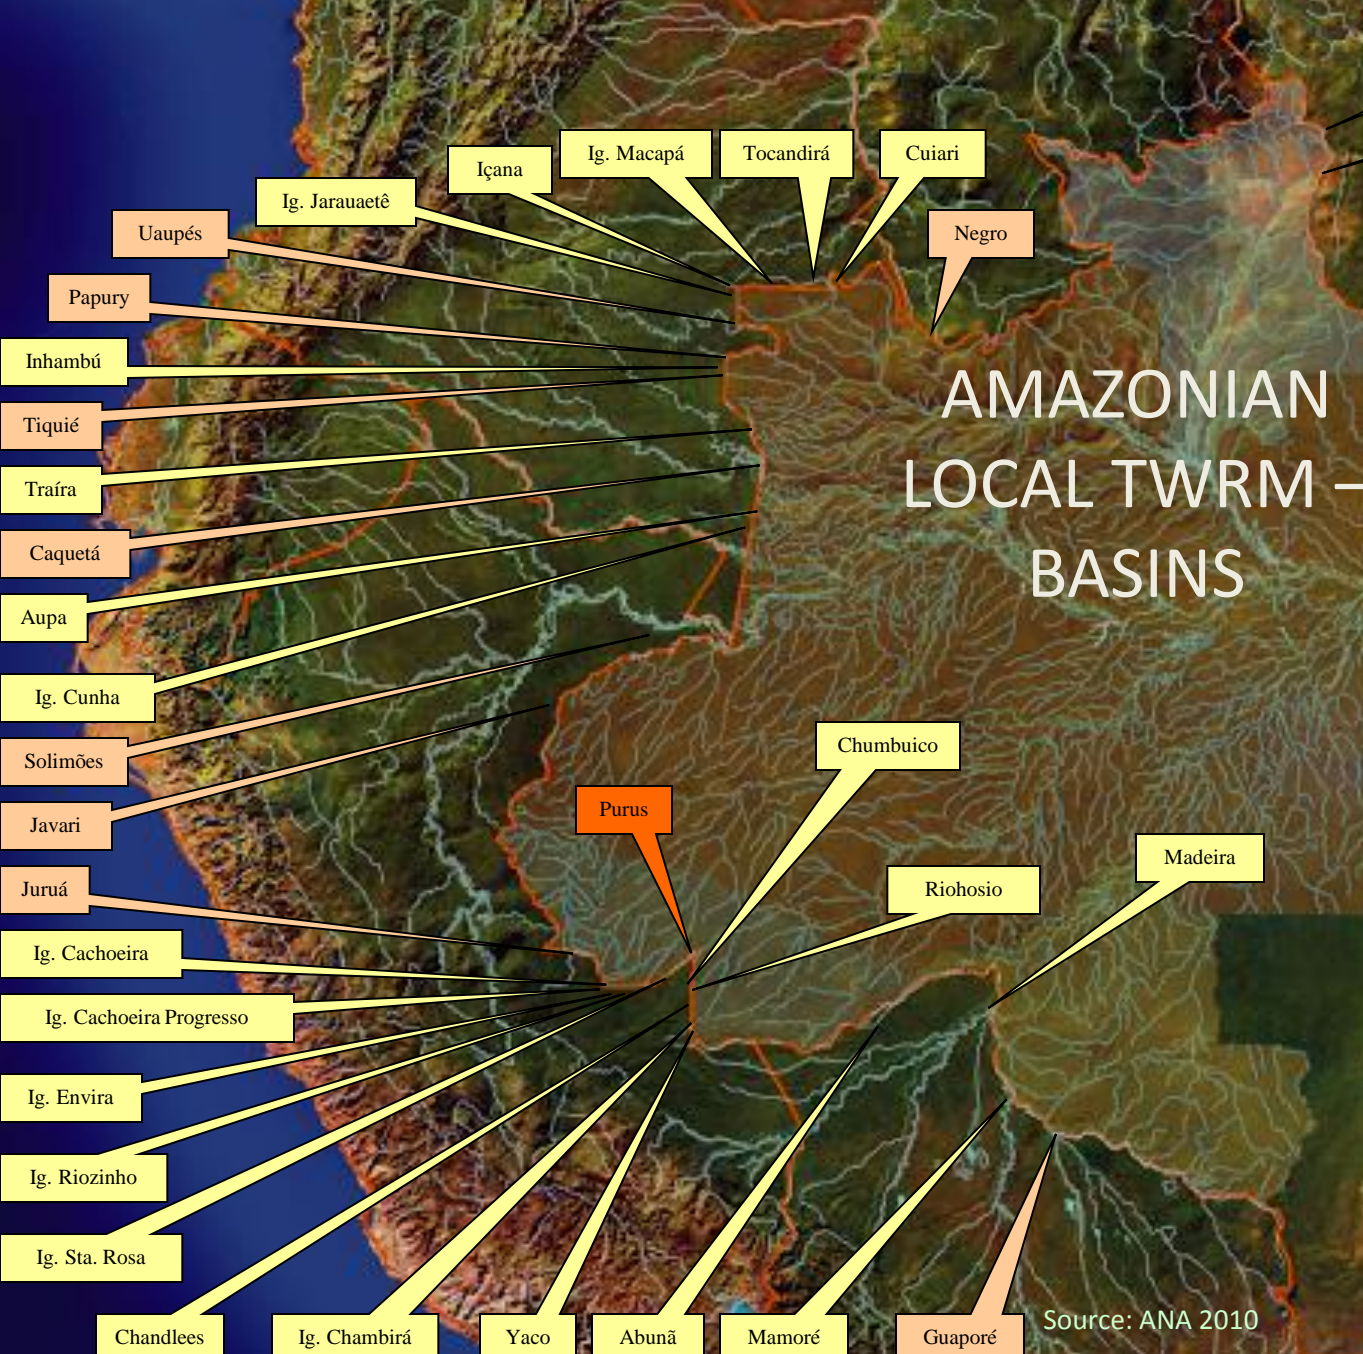 Ig. Macapá
Tocandirá
Cuiari
Içana
Ig. Jarauaetê
Uaupés
Negro
Papury
Inhambú
Tiquié
Traíra
Caquetá
Aupa
Ig. Cunha
Solimões
Javari
Juruá
Ig. Cachoeira
Ig. Cachoeira Progresso
Ig. Envira
Ig. Riozinho
Ig. Sta. Rosa
AMAZONIAN
LOCAL TWRM –
BASINS
Chumbuico
Purus
Madeira
Riohosio
Chandlees
Ig. Chambirá
Yaco
Abunã
Mamoré
Guaporé
Source: ANA 2010